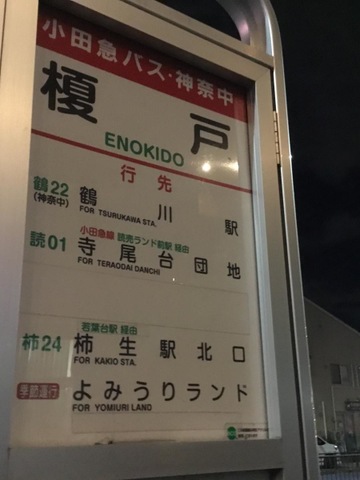 小田急バス・神奈中
榎戸
ENOKIDO
行先
鶴22 鶴川駅
(神奈中) FOR TSURUKAWA STA.
小田急線 読売ランド前駅 経由
読01 寺尾台団地
FOR TERAODAI DANCHI
若葉台駅 経由
柿24 柿生駅北口
FOR KAKIO STA.
季節運行 よみうりランド
FOR YOMIURI LAND